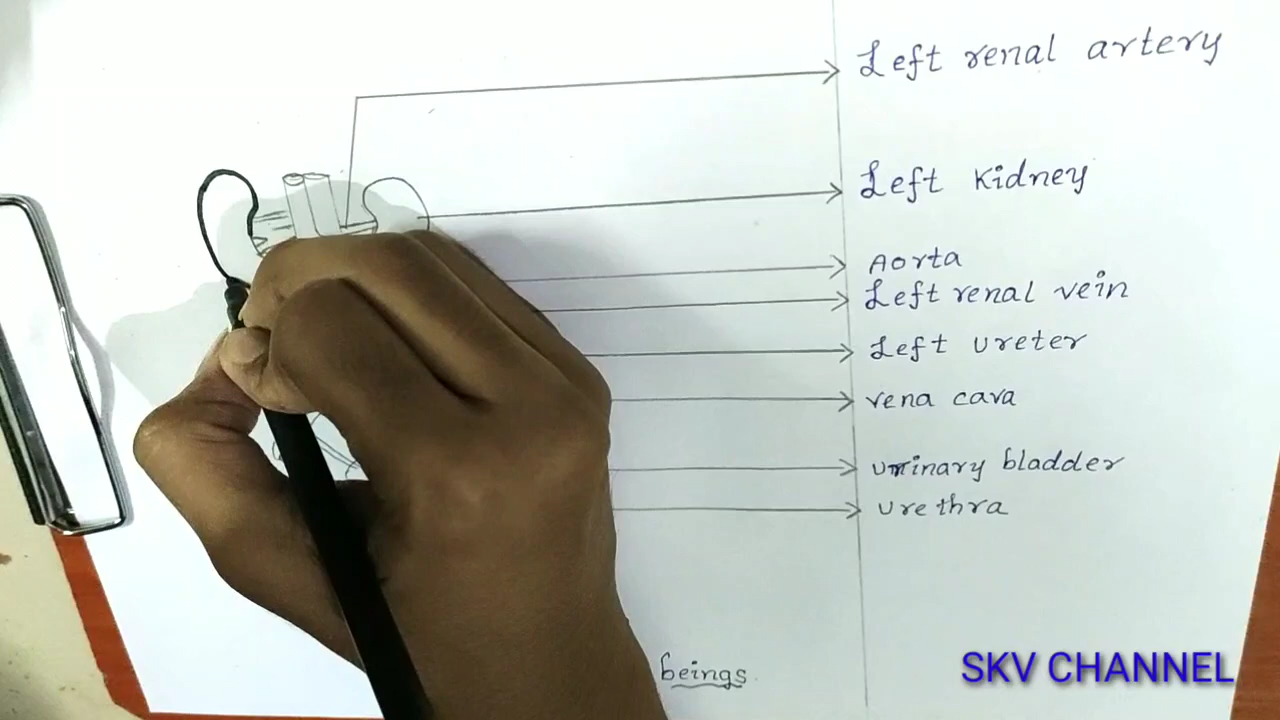 Left renal artery
Left Kidney
Aorta
Left renal vein
Left ureter
vena cava
urinary bladder
urethra
beings
SKV CHANNEL